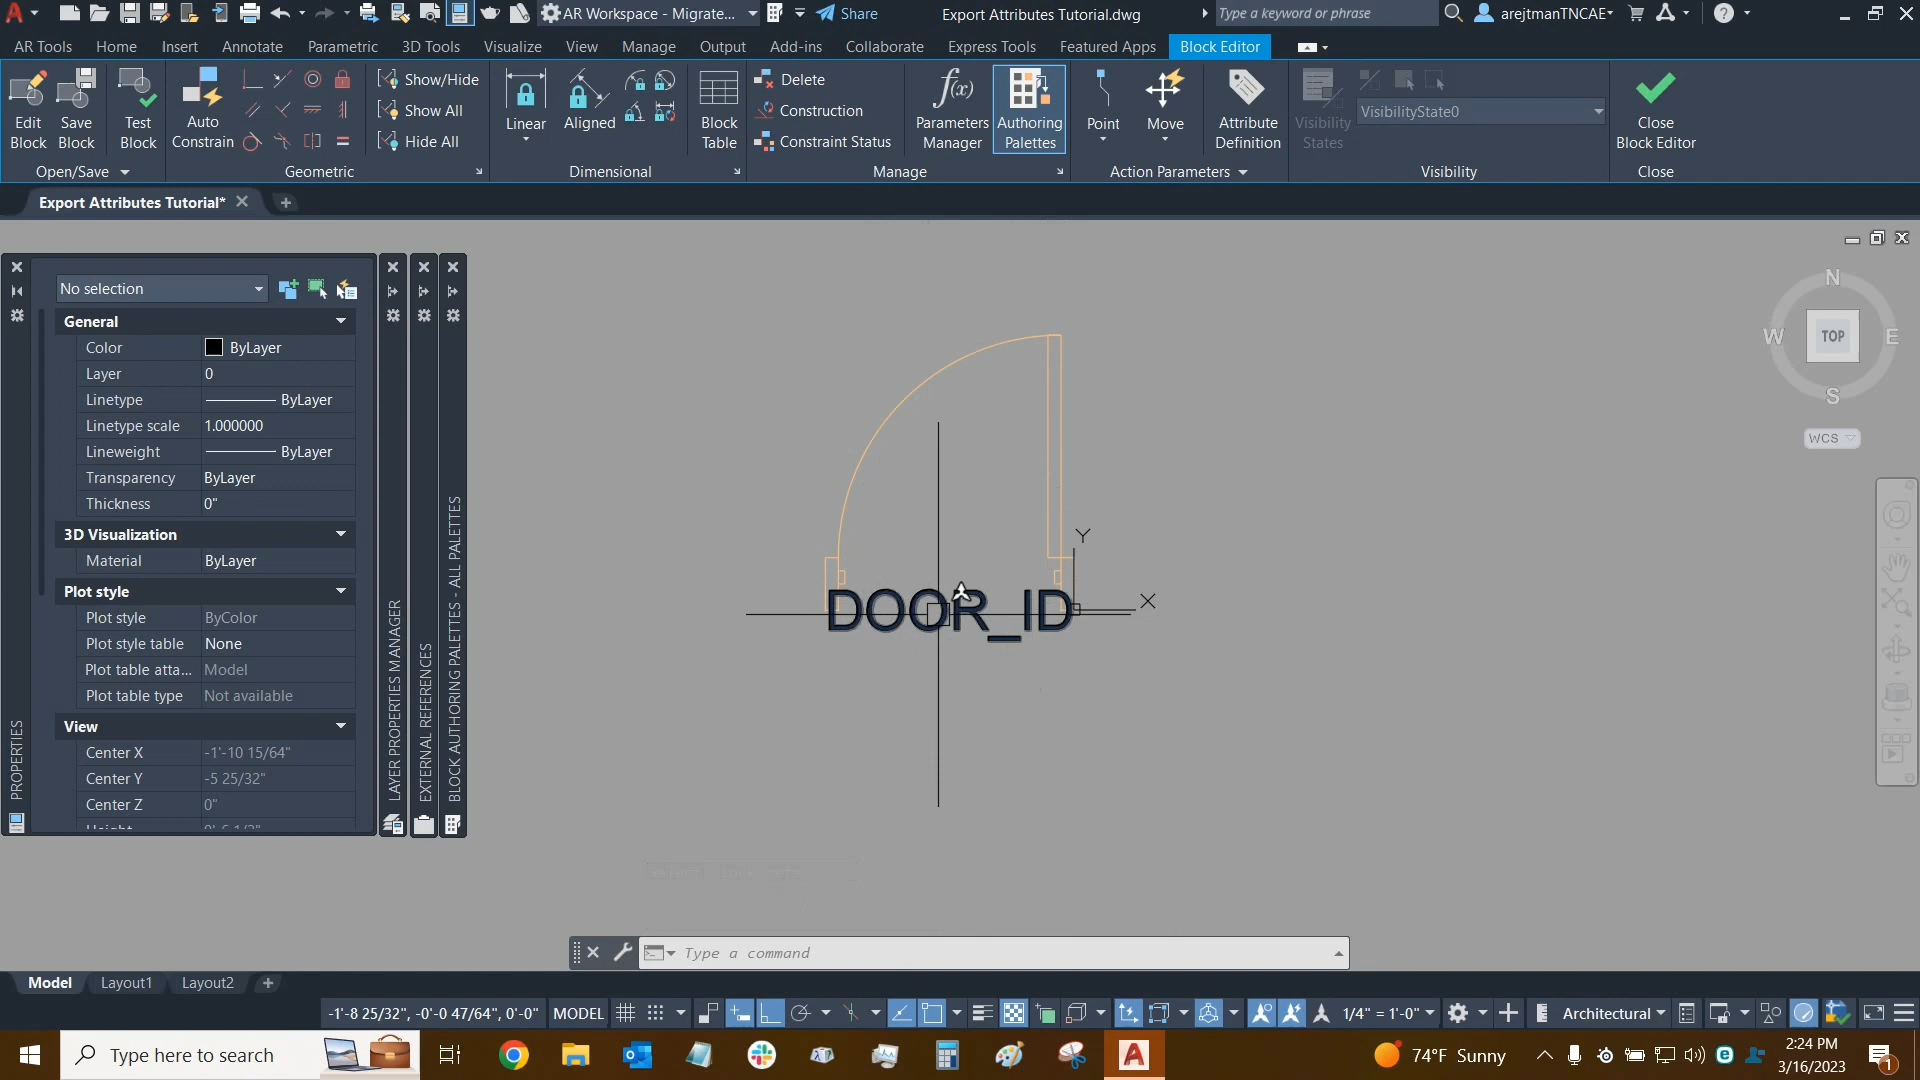 AR Workspace - Migrate...
Share
Export Attributes Tutorial.dwg
Type a keyword or phrase
arejtmanTNCAE
AR Tools
Home
Insert
Annotate
Parametric
3D Tools
Visualize
View
Manage
Output
Add-ins
Collaborate
Express Tools
Featured Apps
Block Editor
Edit
Block
Save
Block
Test
Block
Auto
Constrain
Show/Hide
Show All
Hide All
Linear
Aligned
Block
Table
Delete
Construction
Constraint Status
f(x)
Parameters
Manager
Authoring
Palettes
Point
Move
Attribute
Definition
Visibility
States
VisibilityState0
Close
Block Editor
Open/Save
Geometric
Dimensional
Manage
Action Parameters
Visibility
Close
Export Attributes Tutorial*
No selection
General
Color ByLayer
Layer 0
Linetype ByLayer
Linetype scale 1.000000
Lineweight ByLayer
Transparency ByLayer
Thickness 0"
3D Visualization
Material ByLayer
Plot style
Plot style ByColor
Plot style table None
Plot table atta... Model
Plot table type Not available
View
Center X -1'-10 15/64"
Center Y -5 25/32"
Center Z 0"
PROPERTIES
LAYER PROPERTIES MANAGER
EXTERNAL REFERENCES
BLOCK AUTHORING PALETTES - ALL PALETTES
DOOR_ID
Y
X
N
W
TOP
E
S
WCS
Type a command
Model
Layout1
Layout2
-1'-8 25/32", -0'-0 47/64", 0'-0"
MODEL
1/4" = 1'-0"
Architectural
Type here to search
74°F Sunny
2:24 PM
3/16/2023
1